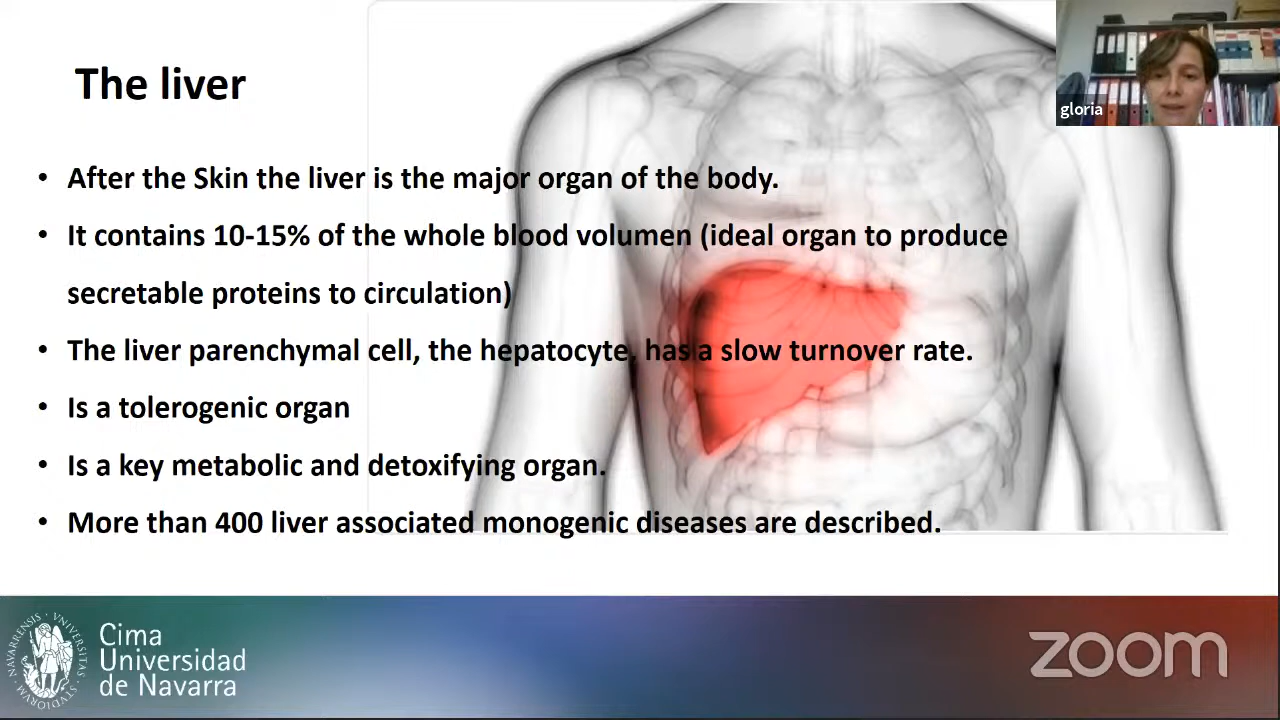 The liver
gloria
• After the Skin the liver is the major organ of the body.
• It contains 10-15% of the whole blood volumen (ideal organ to produce
secretable proteins to circulation)
• The liver parenchymal cell, the hepatocyte, has a slow turnover rate.
• Is a tolerogenic organ
• Is a key metabolic and detoxifying organ.
• More than 400 liver associated monogenic diseases are described.
Cima
Universidad
de Navarra
zoom